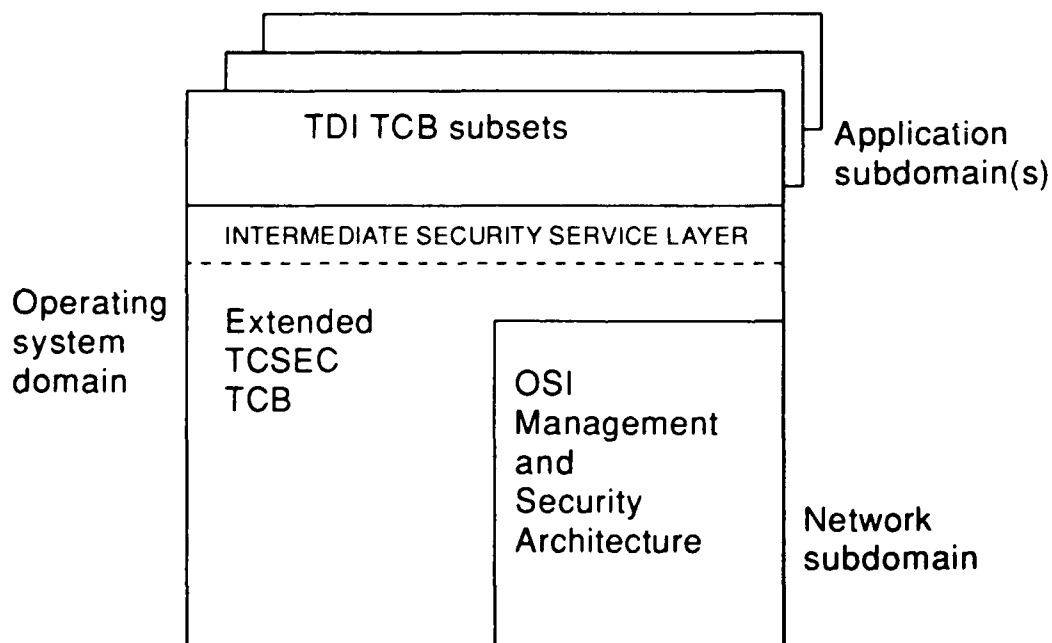 TDI TCB subsets
Application
subdomain(s)
INTERMEDIATE SECURITY SERVICE LAYER
Operating
system
domain
Extended
TCSEC
TCB
OSI
Management
and
Security
Architecture
Network
subdomain